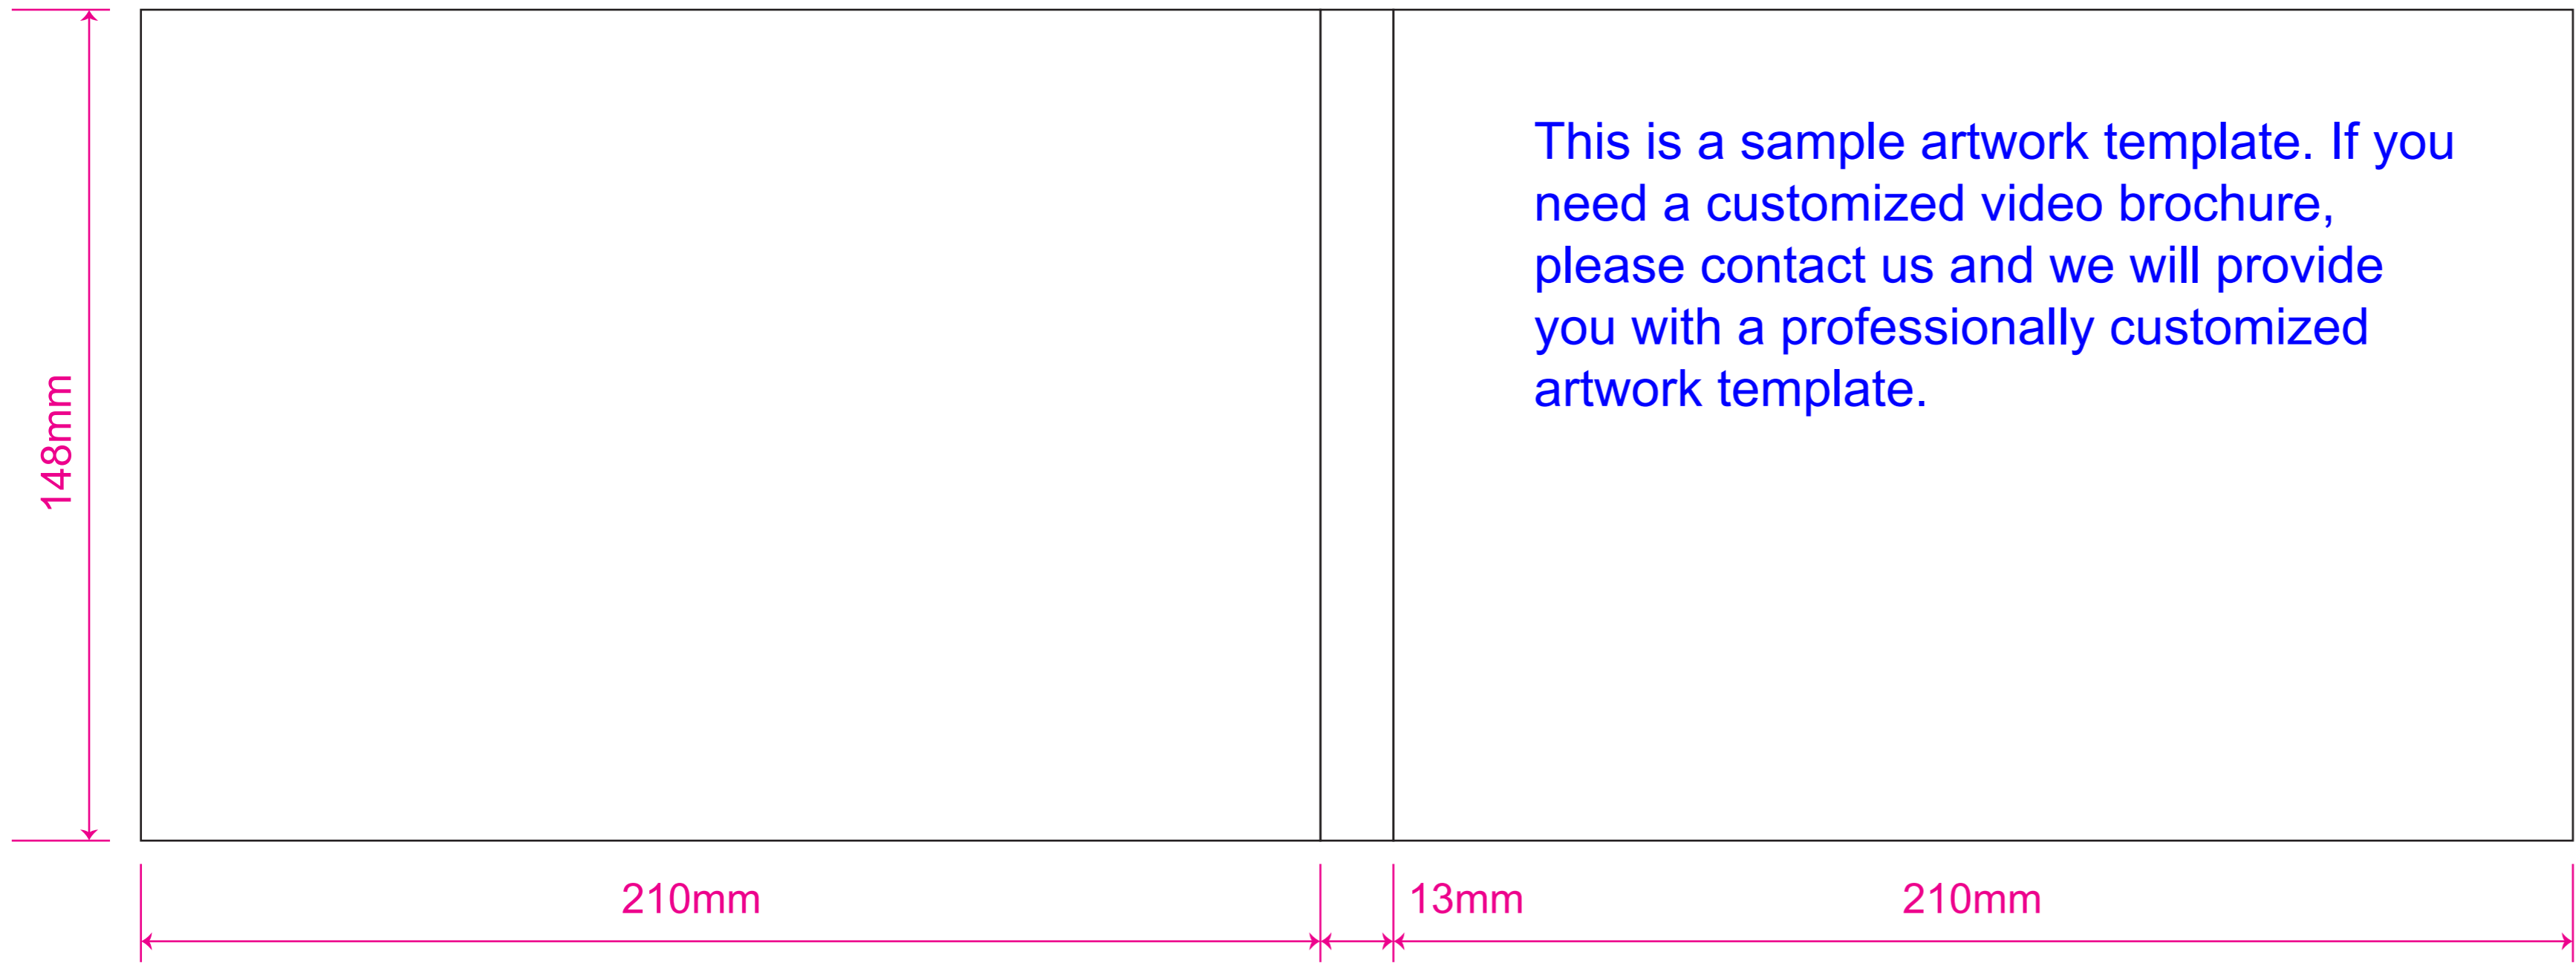 This is a sample artwork template. If you
need a customized video brochure,
please contact us and we will provide
you with a professionally customized
artwork template.
148mm
210mm
13mm
210mm